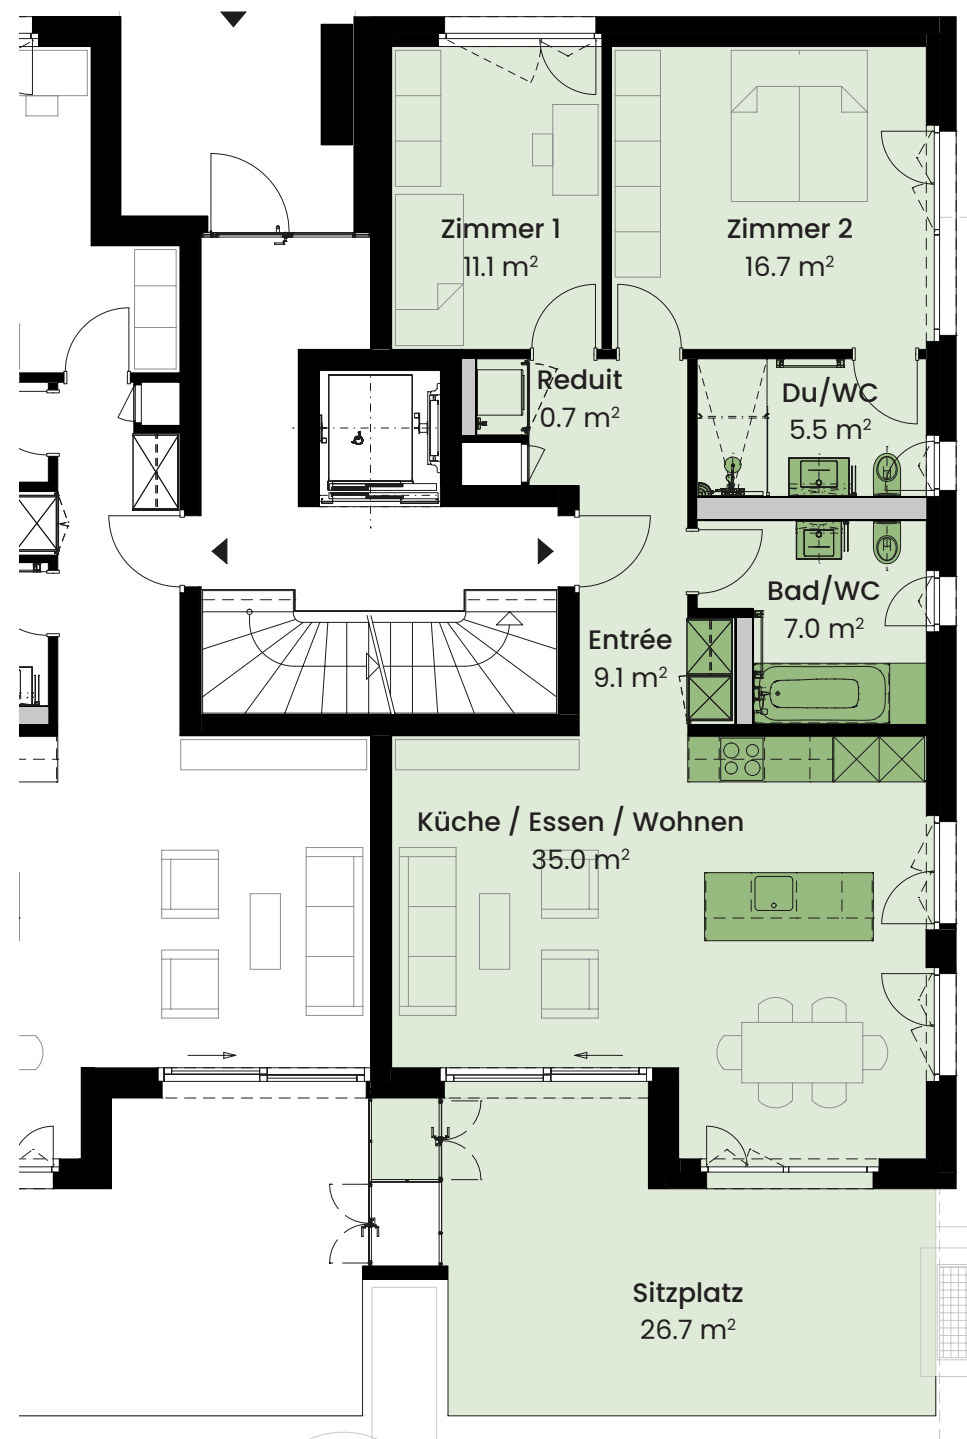 Zimmer 1
11.1 m²
Zimmer 2
16.7 m²
Reduit
0.7 m²
Du/WC
5.5 m²
Bad/WC
7.0 m²
Entrée
9.1 m²
Küche / Essen / Wohnen
35.0 m²
Sitzplatz
26.7 m²